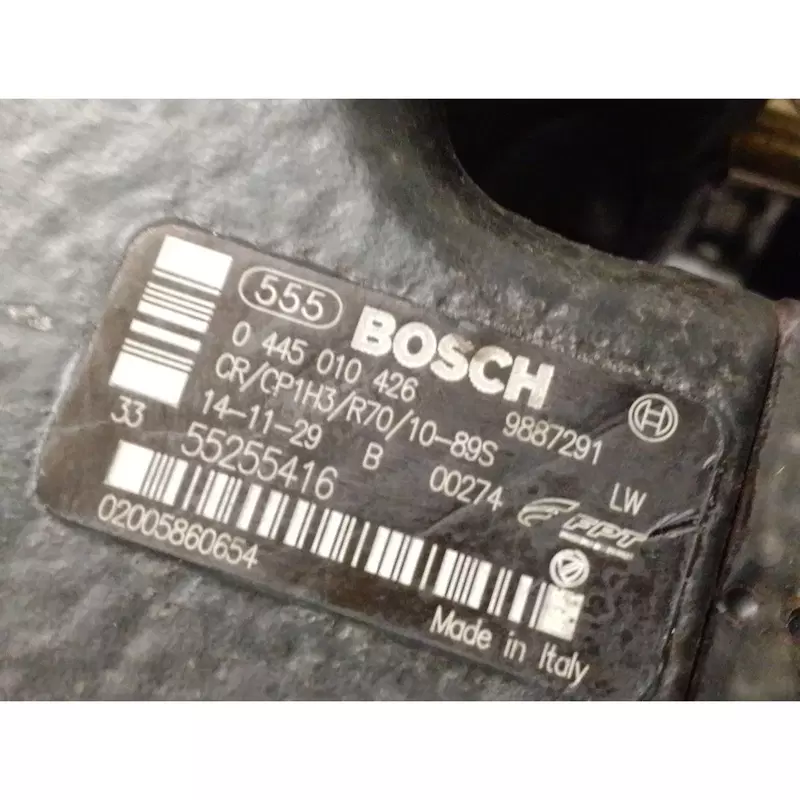 555 BOSCH
0 445 010 426
CR/CP1H3/R70/10-89S 9887291
33 14-11-29 B 00274 LW
55255416 FPT
02005860654
Made in Italy